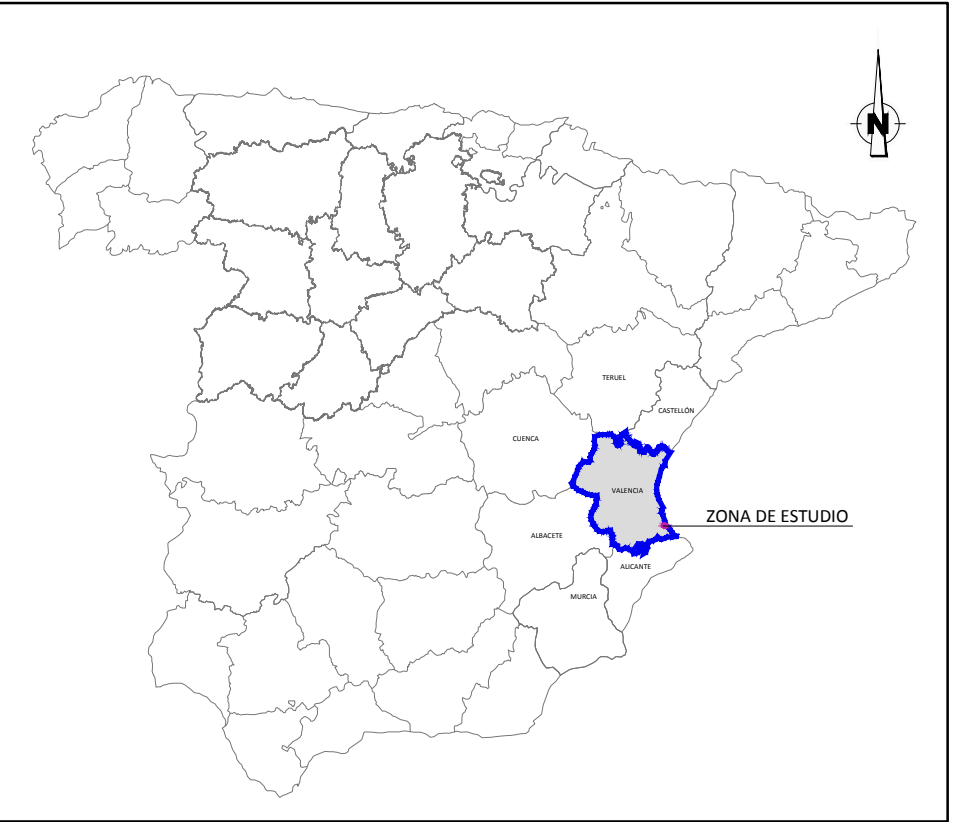 N
TERUEL
CASTELLÓN
CUENCA
VALENCIA
ZONA DE ESTUDIO
ALBACETE
ALICANTE
MURCIA